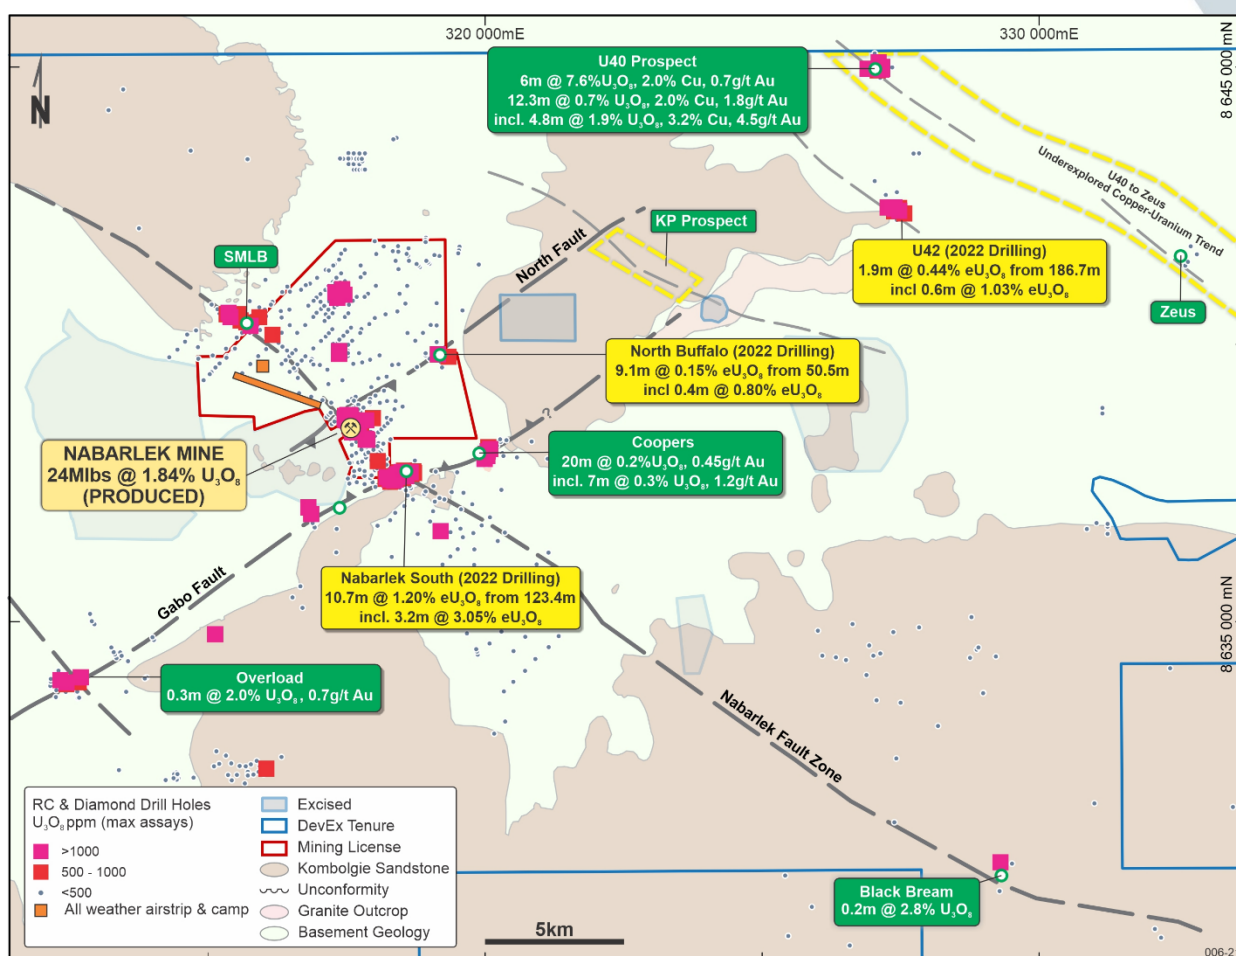 320 000mE
330 000mE
8 645 000 mN
N
U40 Prospect
6m @ 7.6%U₃O₈, 2.0% Cu, 0.7g/t Au
12.3m @ 0.7% U₃O₈, 2.0% Cu, 1.8g/t Au
incl. 4.8m @ 1.9% U₃O₈, 3.2% Cu, 4.5g/t Au
U40 to Zeus
Underexplored Copper-Uranium Trend
KP Prospect
North Fault
SMLB
U42 (2022 Drilling)
1.9m @ 0.44% eU₃O₈ from 186.7m
incl 0.6m @ 1.03% eU₃O₈
Zeus
North Buffalo (2022 Drilling)
9.1m @ 0.15% eU₃O₈ from 50.5m
incl 0.4m @ 0.80% eU₃O₈
?
NABARLEK MINE
24Mlbs @ 1.84% U₃O₈
(PRODUCED)
Coopers
20m @ 0.2%U₃O₈, 0.45g/t Au
incl. 7m @ 0.3% U₃O₈, 1.2g/t Au
Gabo Fault
Nabarlek South (2022 Drilling)
10.7m @ 1.20% eU₃O₈ from 123.4m
incl. 3.2m @ 3.05% eU₃O₈
8 635 000 mN
Overload
0.3m @ 2.0% U₃O₈, 0.7g/t Au
Nabarlek Fault Zone
Black Bream
0.2m @ 2.8% U₃O₈
RC & Diamond Drill Holes
U₃O₈ ppm (max assays)
>1000
500 - 1000
<500
All weather airstrip & camp
Excised
DevEx Tenure
Mining License
Kombolgie Sandstone
Unconformity
Granite Outcrop
Basement Geology
5km